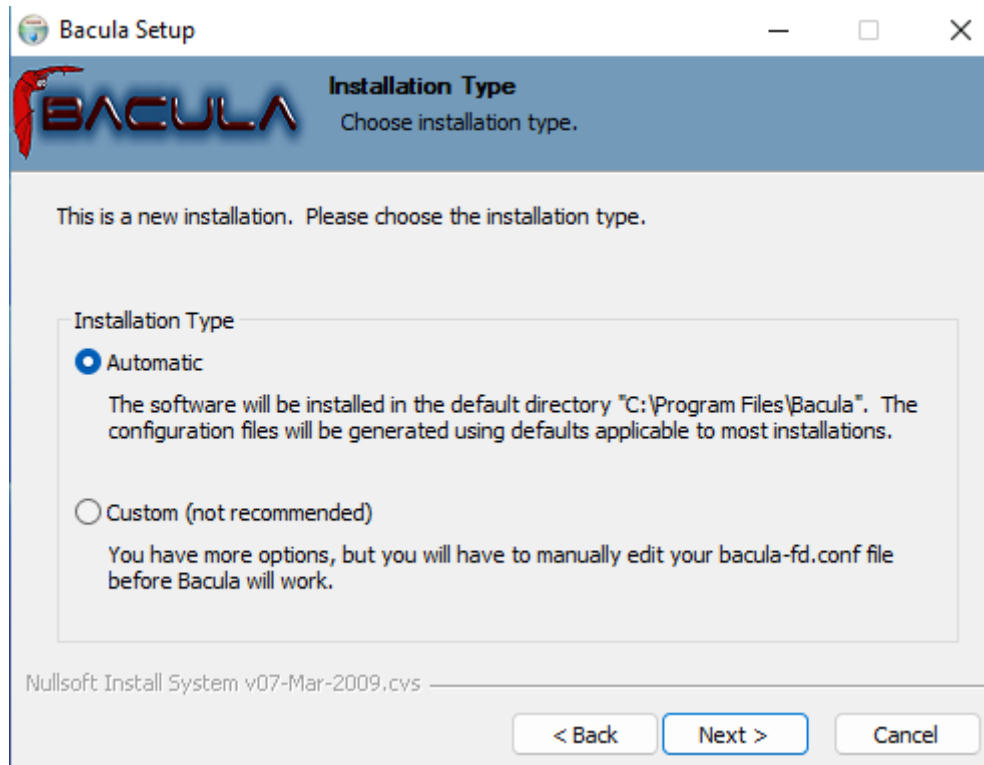 Bacula Setup
BACULA
Installation Type
Choose installation type.
This is a new installation.  Please choose the installation type.
Installation Type
Automatic
The software will be installed in the default directory "C:\Program Files\Bacula".  The
configuration files will be generated using defaults applicable to most installations.
Custom (not recommended)
You have more options, but you will have to manually edit your bacula-fd.conf file
before Bacula will work.
Nullsoft Install System v07-Mar-2009.cvs
< Back
Next >
Cancel